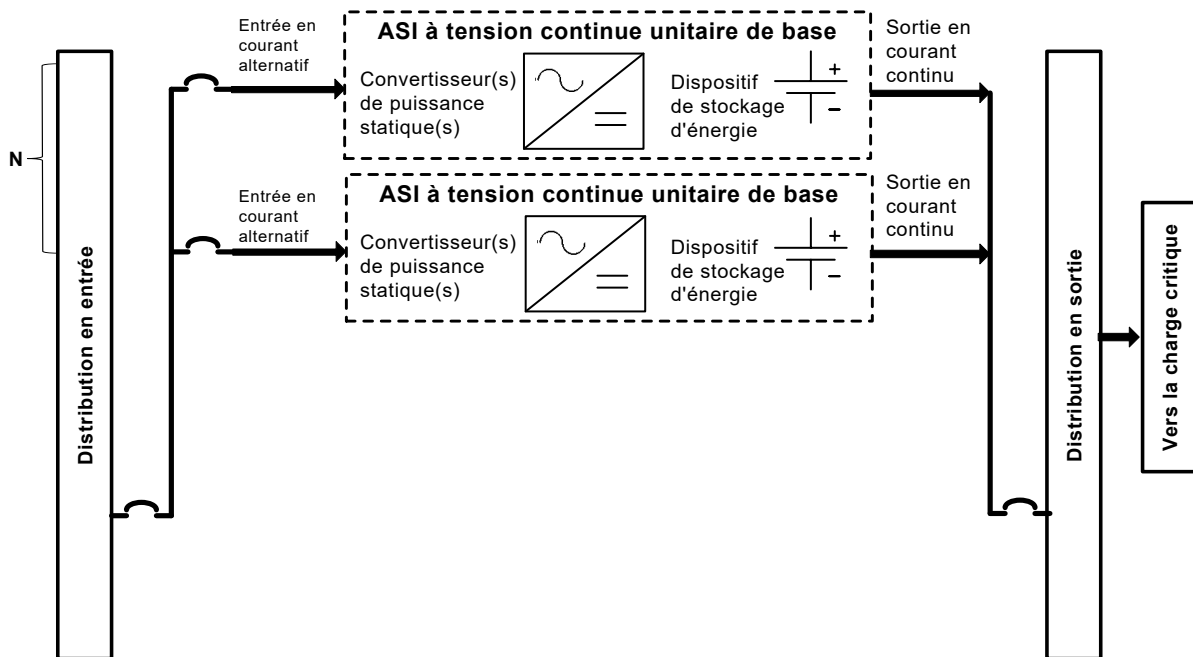 Entrée en
courant
alternatif
ASI à tension continue unitaire de base
Convertisseur(s)
de puissance
statique(s)
Dispositif
de stockage
d'énergie
+
–
Sortie en
courant
continu
N
Entrée en
courant
alternatif
ASI à tension continue unitaire de base
Convertisseur(s)
de puissance
statique(s)
Dispositif
de stockage
d'énergie
+
–
Sortie en
courant
continu
Distribution en entrée
Distribution en sortie
Vers la charge critique